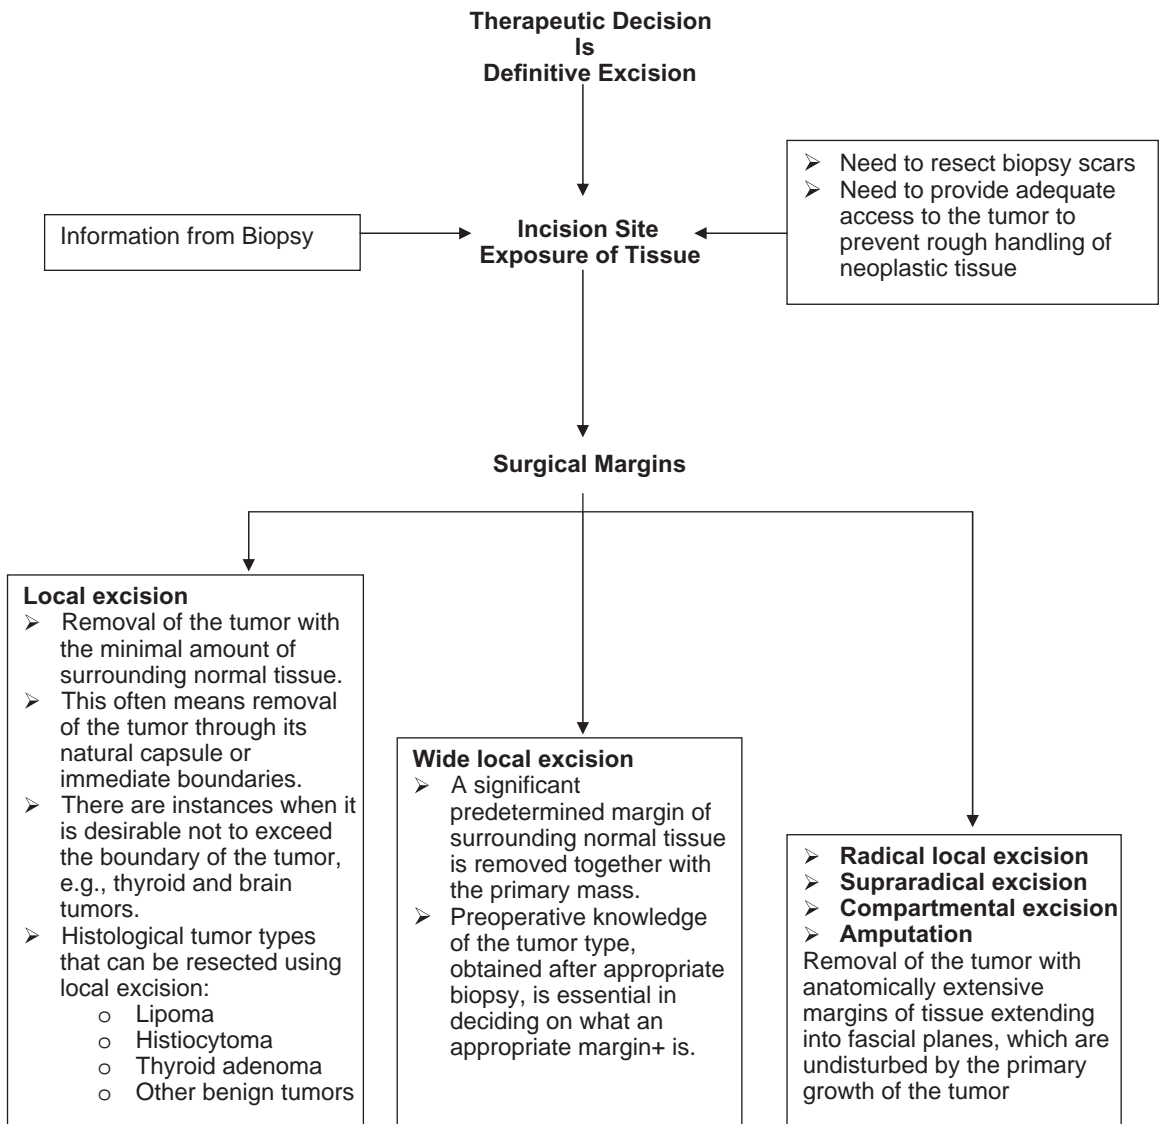 Therapeutic Decision
Is
Definitive Excision
Information from Biopsy
Incision Site
Exposure of Tissue
➢ Need to resect biopsy scars
➢ Need to provide adequate
access to the tumor to
prevent rough handling of
neoplastic tissue
Surgical Margins
Local excision
➢ Removal of the tumor with
the minimal amount of
surrounding normal tissue.
➢ This often means removal
of the tumor through its
natural capsule or
immediate boundaries.
➢ There are instances when it
is desirable not to exceed
the boundary of the tumor,
e.g., thyroid and brain
tumors.
➢ Histological tumor types
that can be resected using
local excision:
o Lipoma
o Histiocytoma
o Thyroid adenoma
o Other benign tumors
Wide local excision
➢ A significant
predetermined margin of
surrounding normal tissue
is removed together with
the primary mass.
➢ Preoperative knowledge
of the tumor type,
obtained after appropriate
biopsy, is essential in
deciding on what an
appropriate margin+ is.
➢ Radical local excision
➢ Supraradical excision
➢ Compartmental excision
➢ Amputation
Removal of the tumor with
anatomically extensive
margins of tissue extending
into fascial planes, which are
undisturbed by the primary
growth of the tumor